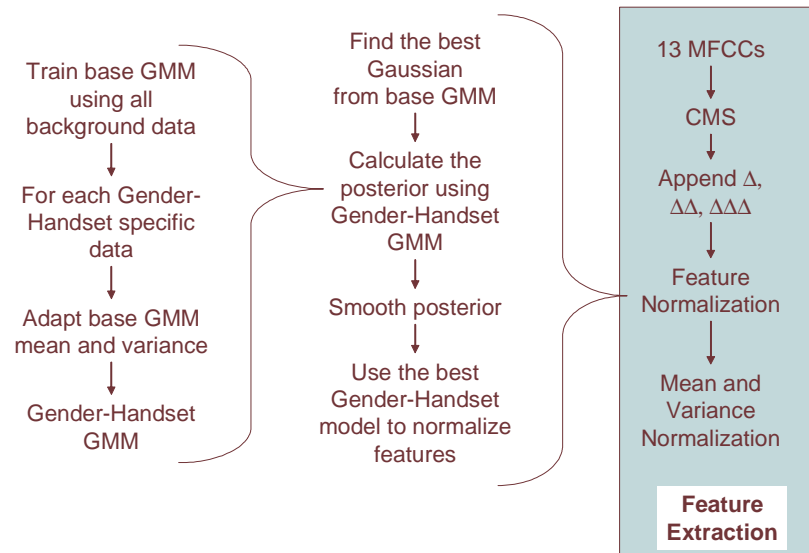 Train base GMM
using all
background data
For each Gender-
Handset specific
data
Adapt base GMM
mean and variance
Gender-Handset
GMM
Find the best
Gaussian
from base GMM
Calculate the
posterior using
Gender-Handset
GMM
Smooth posterior
Use the best
Gender-Handset
model to normalize
features
13 MFCCs
CMS
Append Δ,
ΔΔ, ΔΔΔ
Feature
Normalization
Mean and
Variance
Normalization
Feature
Extraction